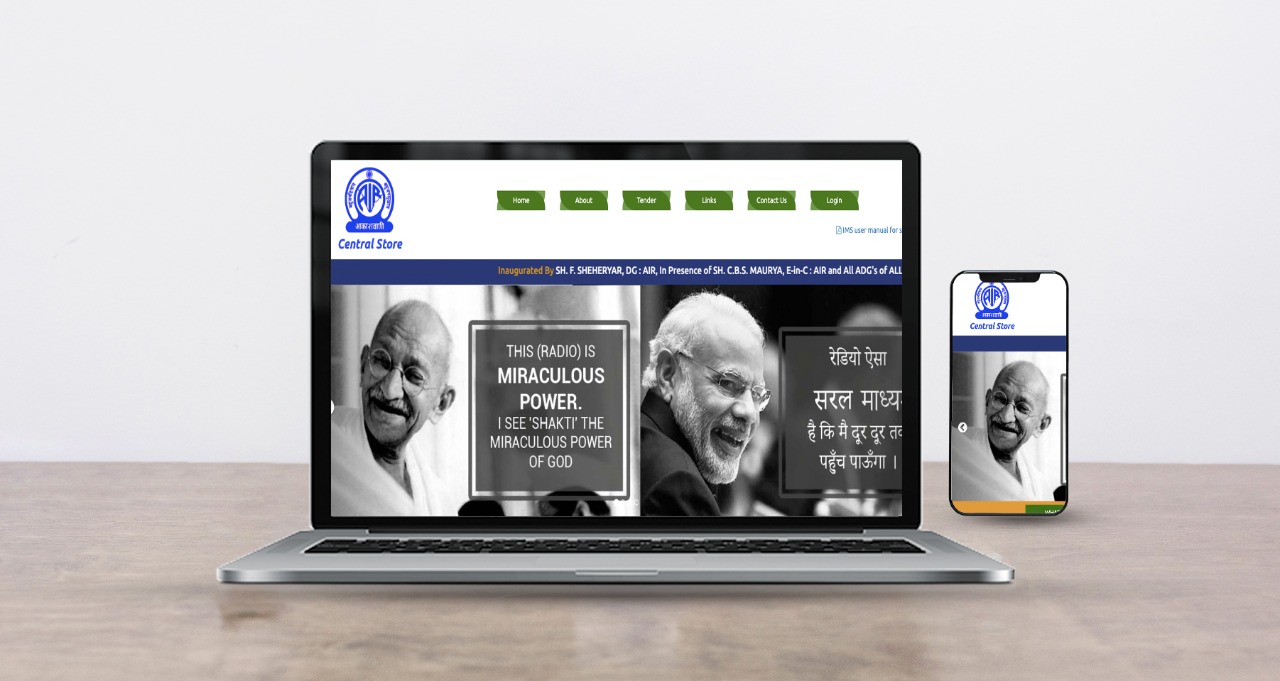 AIR
आकाशवाणी
Central Store
Home
About
Tender
Links
Contact Us
Login
IMS user manual for s
Inaugurated By SH. F. SHEHERYAR, DG : AIR, In Presence of SH. C.B.S. MAURYA, E-in-C : AIR and All ADG's of ALL
THIS (RADIO) IS
MIRACULOUS
POWER.
I SEE 'SHAKTI' THE
MIRACULOUS POWER
OF GOD
रेडियो ऐसा
सरल माध्यम
है कि मै दूर दूर तक
पहुँच पाऊँगा ।
AIR
Central Store